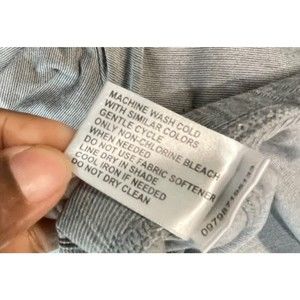 MACHINE WASH COLD
WITH SIMILAR COLORS
GENTLE CYCLE
ONLY NON-CHLORINE BLEACH
WHEN NEEDED
DO NOT USE FABRIC SOFTENER
LINE DRY IN SHADE
COOL IRON IF NEEDED
DO NOT DRY CLEAN